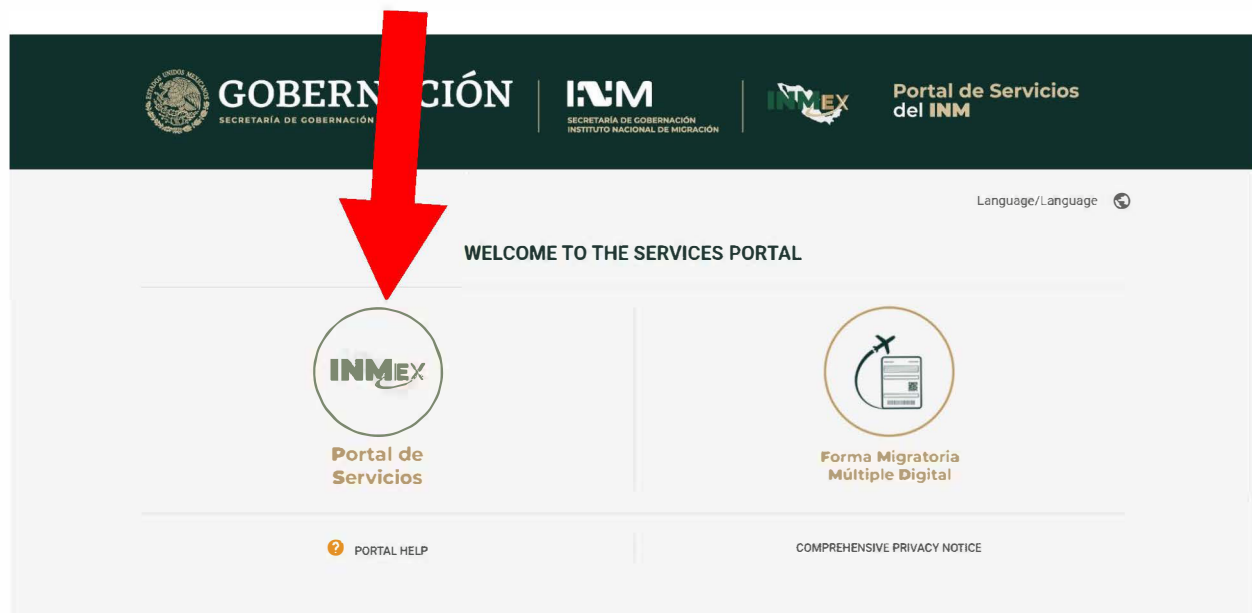 GOBERN CIÓN
SECRETARÍA DE GOBERNACIÓN
INM
SECRETARÍA DE GOBERNACIÓN
INSTITUTO NACIONAL DE MIGRACIÓN
INMEX
Portal de Servicios
del INM
Language/Language
WELCOME TO THE SERVICES PORTAL
INMEX
Portal de
Servicios
Forma Migratoria
Múltiple Digital
? PORTAL HELP
COMPREHENSIVE PRIVACY NOTICE